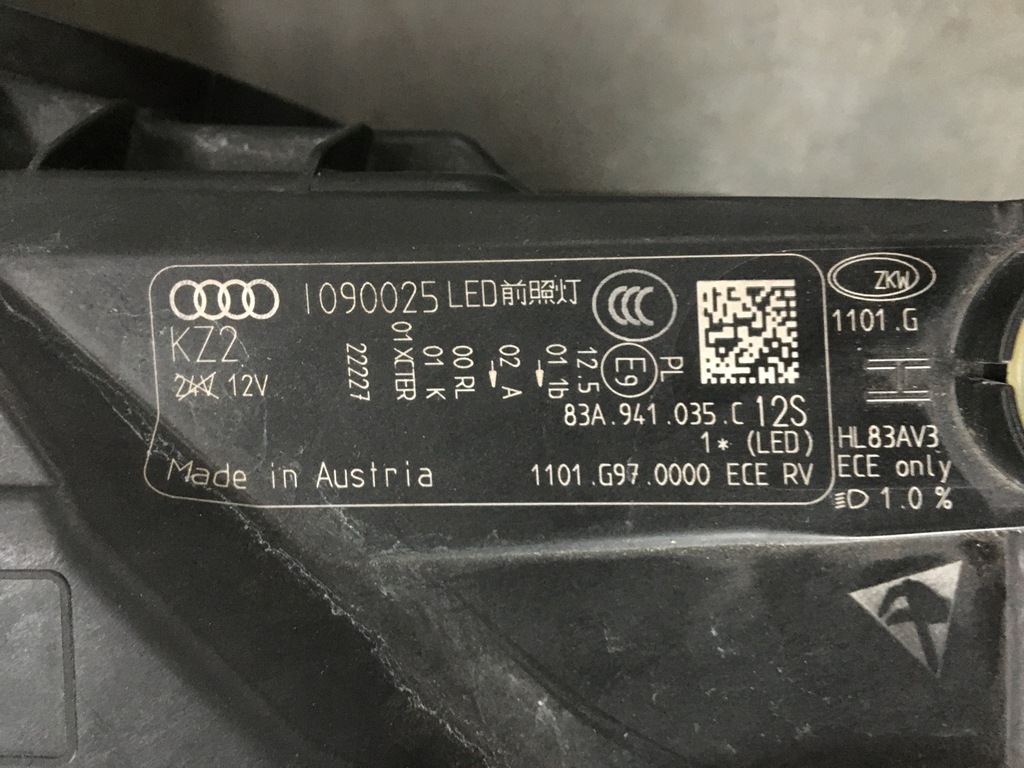 1090025 LED前照灯
KZ2
24V 12V
22227
01 XCTBR
01 K
00 RL
02 A
01 1b
12.5
E9
PL
83A.941.035.C 12S
1* (LED)
Made in Austria
1101.G97.0000 ECE RV
ZKW
1101.G
HL83AV3
ECE only
1.0 %